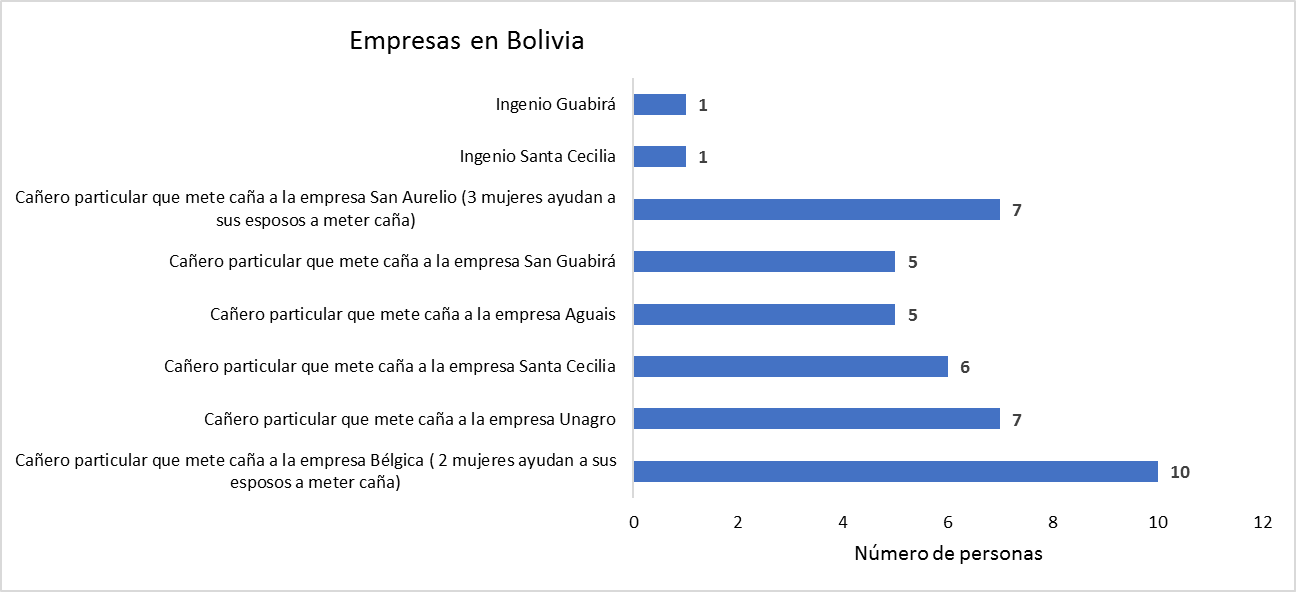 Empresas en Bolivia
Ingenio Guabirá
1
Ingenio Santa Cecilia
1
Cañero particular que mete caña a la empresa San Aurelio (3 mujeres ayudan a
sus esposos a meter caña)
7
Cañero particular que mete caña a la empresa San Guabirá
5
Cañero particular que mete caña a la empresa Aguais
5
Cañero particular que mete caña a la empresa Santa Cecilia
6
Cañero particular que mete caña a la empresa Unagro
7
Cañero particular que mete caña a la empresa Bélgica ( 2 mujeres ayudan a sus
esposos a meter caña)
10
0 2 4 6 8 10 12
Número de personas